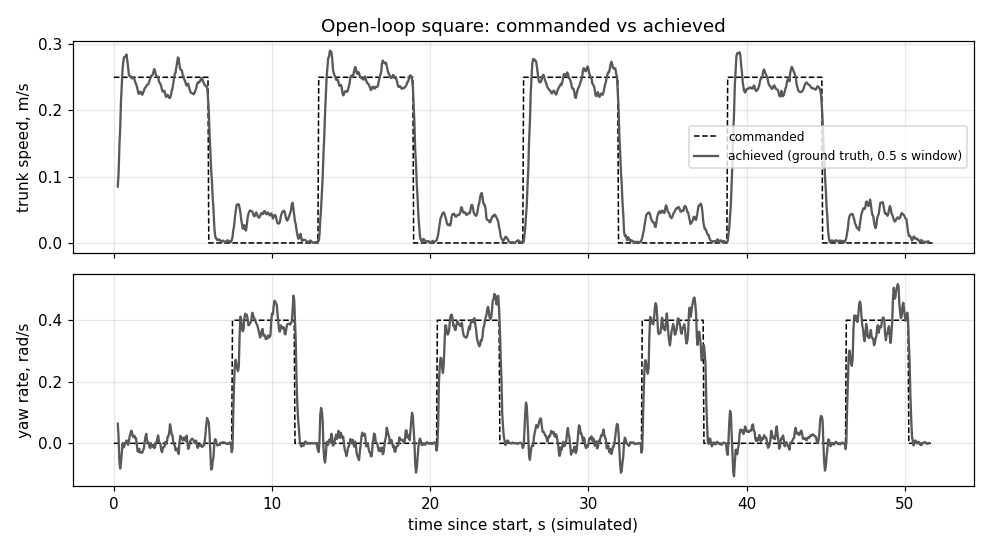 Open-loop square: commanded vs achieved
trunk speed, m/s
0.3
0.2
0.1
0.0
commanded
achieved (ground truth, 0.5 s window)
yaw rate, rad/s
0.4
0.2
0.0
0 10 20 30 40 50
time since start, s (simulated)